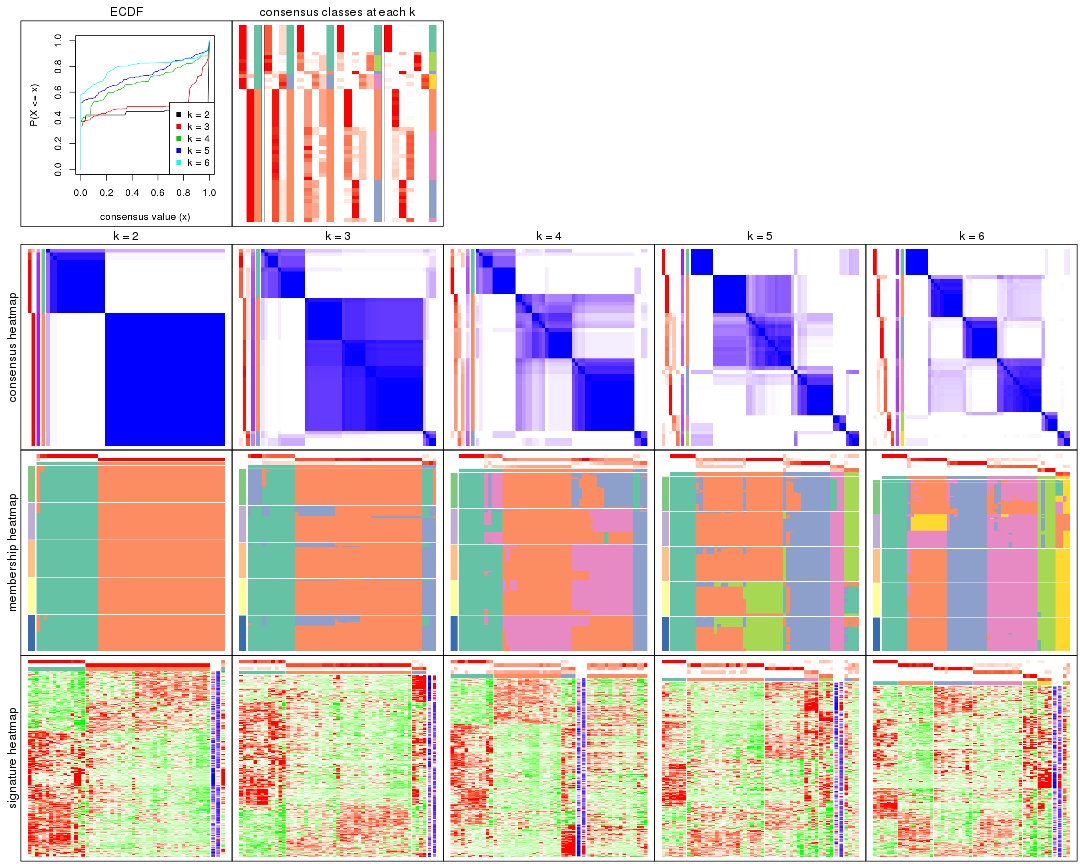 ECDF
consensus classes at each k
P(X <= x)
0.0 0.2 0.4 0.6 0.8 1.0
k = 2
k = 3
k = 4
k = 5
k = 6
0.0 0.2 0.4 0.6 0.8 1.0
consensus value (x)
k = 2
k = 3
k = 4
k = 5
k = 6
consensus heatmap
membership heatmap
signature heatmap